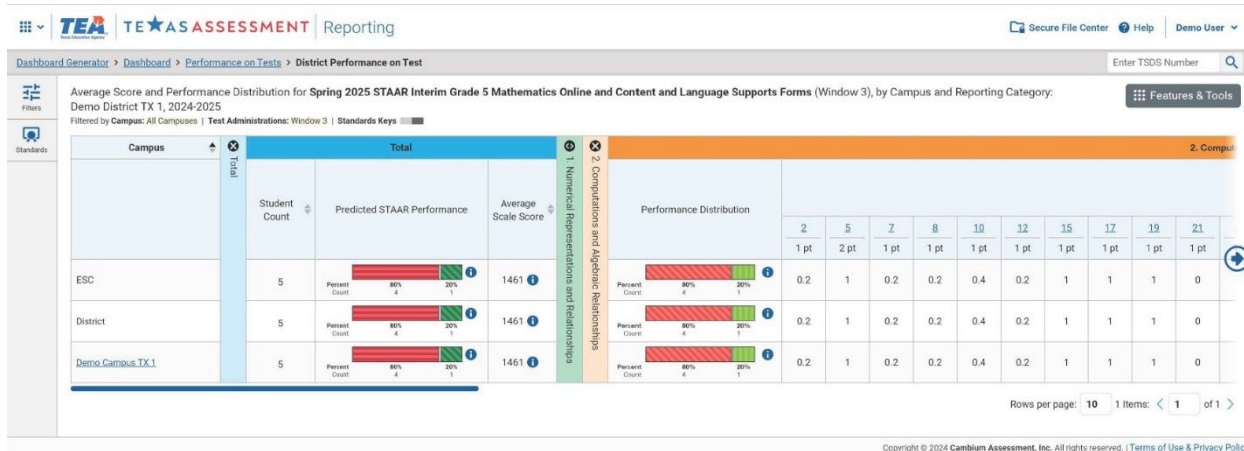 TEA
Texas Education Agency
TEXAS ASSESSMENT
Reporting
Secure File Center
Help
Demo User
Dashboard Generator > Dashboard > Performance on Tests > District Performance on Test
Enter TSDS Number
Filters
Standards
Average Score and Performance Distribution for Spring 2025 STAAR Interim Grade 5 Mathematics Online and Content and Language Supports Forms (Window 3), by Campus and Reporting Category:
Demo District TX 1, 2024-2025
Filtered by Campus: All Campuses | Test Administrations: Window 3 | Standards Keys
Features & Tools
Campus
Total
Total
1. Numerical Representations and Relationships
2. Computations and Algebraic Relationships
2. Comput
Student Count
Predicted STAAR Performance
Average Scale Score
Performance Distribution
2 5 7 8 10 12 15 17 19 21
1 pt 2 pt 1 pt 1 pt 1 pt 1 pt 1 pt 1 pt 1 pt 1 pt
ESC 5 1461 0.2 1 0.2 0.2 0.4 0.2 1 1 1 0
Percent 80% 20% Percent 80% 20%
Count 4 1 Count 4 1
District 5 1461 0.2 1 0.2 0.2 0.4 0.2 1 1 1 0
Percent 80% 20% Percent 80% 20%
Count 4 1 Count 4 1
Demo Campus TX 1 5 1461 0.2 1 0.2 0.2 0.4 0.2 1 1 1 0
Percent 80% 20% Percent 80% 20%
Count 4 1 Count 4 1
Rows per page: 10 1 Items: < 1 of 1 >
Copyright © 2024 Cambium Assessment, Inc. All rights reserved. | Terms of Use & Privacy Polic